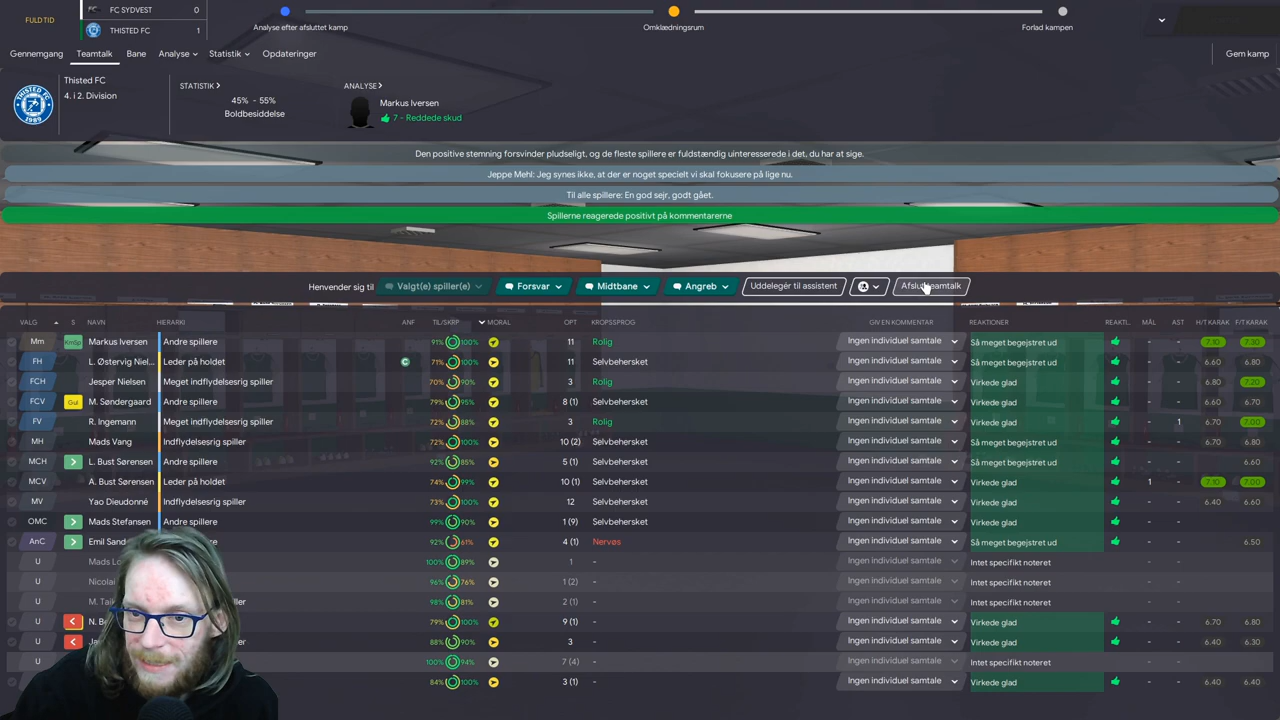 FULD TID
FC SYDVEST 0
THISTED FC 1
Analyse efter afsluttet kamp
Omklædningsrum
Forlad kampen
Gennemgang Teamtalk Bane Analyse Statistik Opdateringer
Gem kamp
Thisted FC
4. i 2. Division
STATISTIK
45% - 55%
Boldbesiddelse
ANALYSE
Markus Iversen
7 - Reddede skud
Den positive stemning forsvinder pludseligt, og de fleste spillere er fuldstændig uinteresserede i det, du har at sige.
Jeppe Mehl: Jeg synes ikke, at der er noget specielt vi skal fokusere på lige nu.
Til alle spillere: En god sejr, godt gået.
Spillerne reagerede positivt på kommentarerne
Henvender sig til Valgt(e) spiller(e) Forsvar Midtbane Angreb Uddelegér til assistent Afslut teamtalk
VALG S NAVN HIERARKI ANF TIL/SKRP MORAL OPT KROPSSPROG GIV EN KOMMENTAR REAKTIONER REAKTI... MÅL AST H/T KARAK F/T KARAK
Mm KmSp Markus Iversen Andre spillere 91% 100% 11 Rolig Ingen individuel samtale Så meget begejstret ud - - 7.10 7.30
FH L. Østervig Niel... Leder på holdet C 71% 100% 11 Selvbehersket Ingen individuel samtale Så meget begejstret ud - - 6.60 6.80
FCH Jesper Nielsen Meget indflydelsesrig spiller 70% 90% 3 Rolig Ingen individuel samtale Virkede glad - - 6.80 7.20
FCV Gul M. Søndergaard Andre spillere 79% 95% 8 (1) Selvbehersket Ingen individuel samtale Virkede glad - - 6.60 6.70
FV R. Ingemann Meget indflydelsesrig spiller 72% 88% 3 Rolig Ingen individuel samtale Virkede glad - 1 6.70 7.00
MH Mads Vang Indflydelsesrig spiller 72% 100% 10 (2) Selvbehersket Ingen individuel samtale Så meget begejstret ud - - 6.70 6.80
MCH L. Bust Sørensen Andre spillere 92% 85% 5 (1) Selvbehersket Ingen individuel samtale Så meget begejstret ud - - 6.60
MCV A. Bust Sørensen Leder på holdet 74% 99% 10 (1) Selvbehersket Ingen individuel samtale Virkede glad 1 - 7.10 7.00
MV Yao Dieudonné Indflydelsesrig spiller 73% 100% 12 Selvbehersket Ingen individuel samtale Virkede glad - - 6.40 6.60
OMC Mads Stefansen Andre spillere 99% 90% 1 (9) Selvbehersket Ingen individuel samtale Virkede glad - -
AnC Emil Sand 92% 61% 4 (1) Nervøs Ingen individuel samtale Så meget begejstret ud - - 6.50
U Mads Lo 100% 89% 1 - Ingen individuel samtale Intet specifikt noteret - -
U Nicolai 96% 76% 1 (2) - Ingen individuel samtale Intet specifikt noteret - -
U M. Tai 98% 81% 2 (1) - Ingen individuel samtale Intet specifikt noteret - -
U N. B 79% 100% 9 (1) - Ingen individuel samtale Virkede glad - - 6.70 6.80
U Ja 88% 90% 3 - Ingen individuel samtale Virkede glad - - 6.40 6.30
U 100% 94% 7 (4) - Ingen individuel samtale Intet specifikt noteret - -
84% 100% 3 (1) - Ingen individuel samtale Virkede glad - - 6.40 6.40